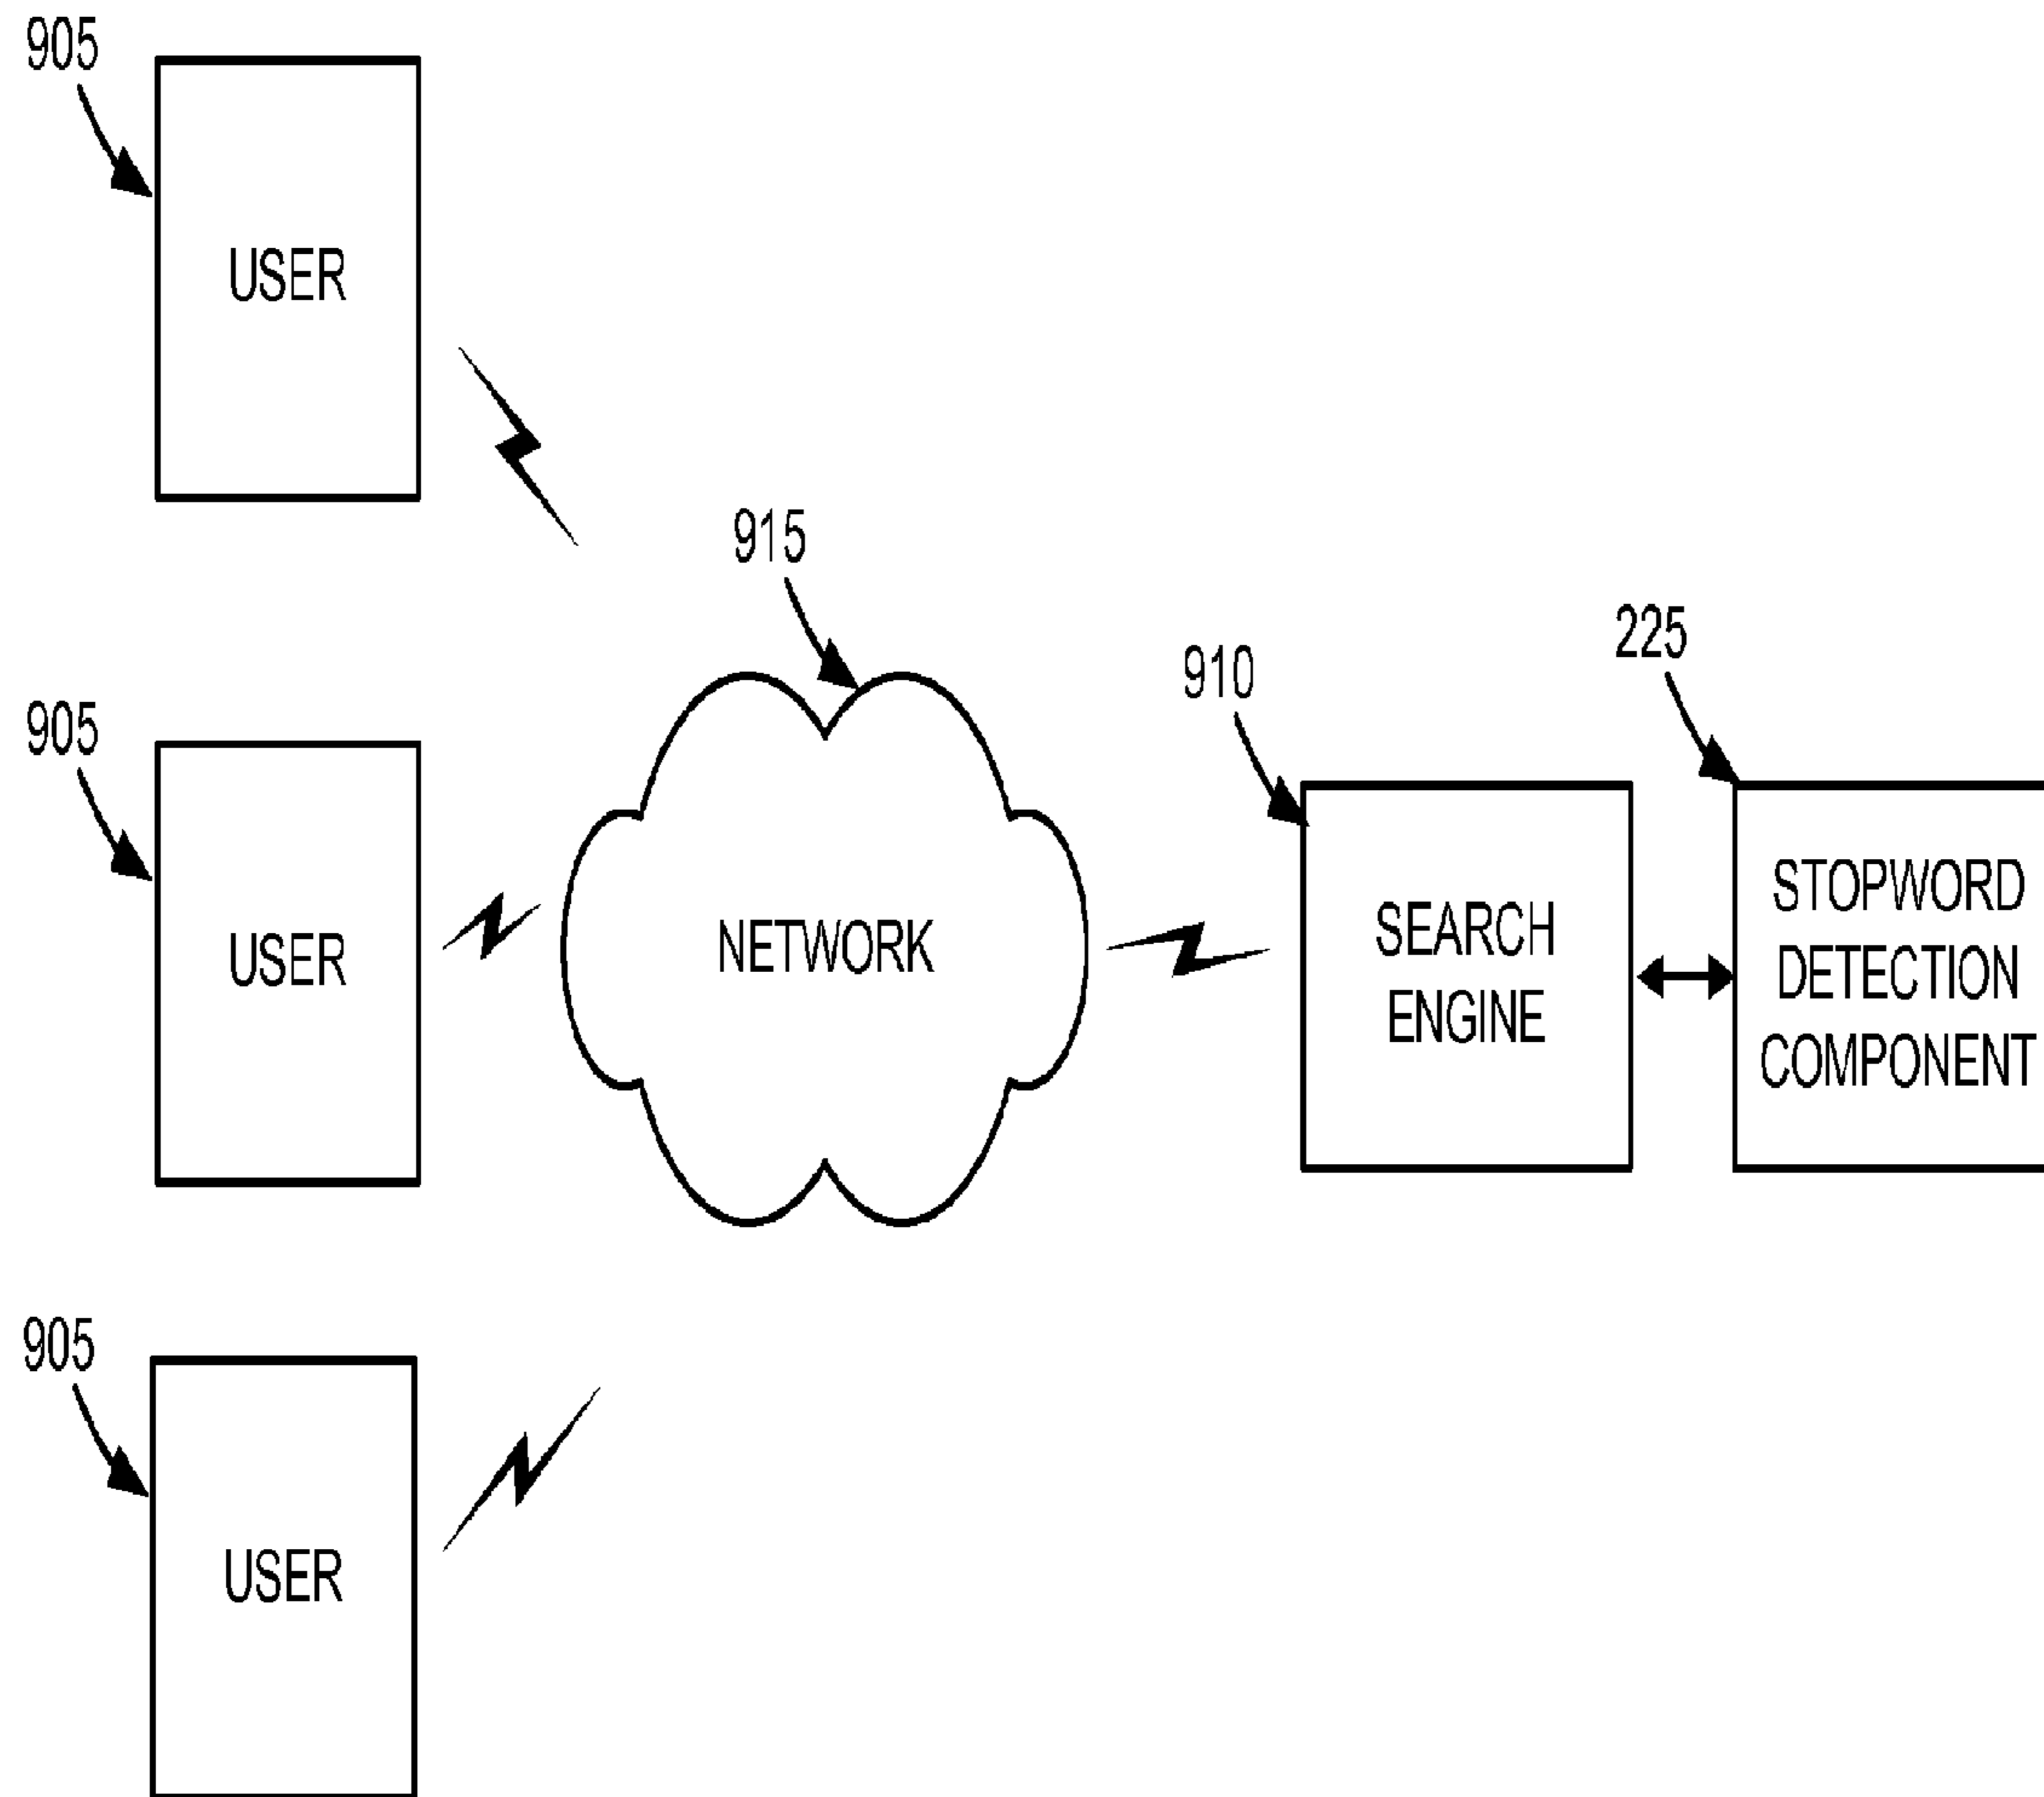 905
USER
915
905
USER
NETWORK
910
SEARCH
ENGINE
225
STOPWORD
DETECTION
COMPONENT
905
USER